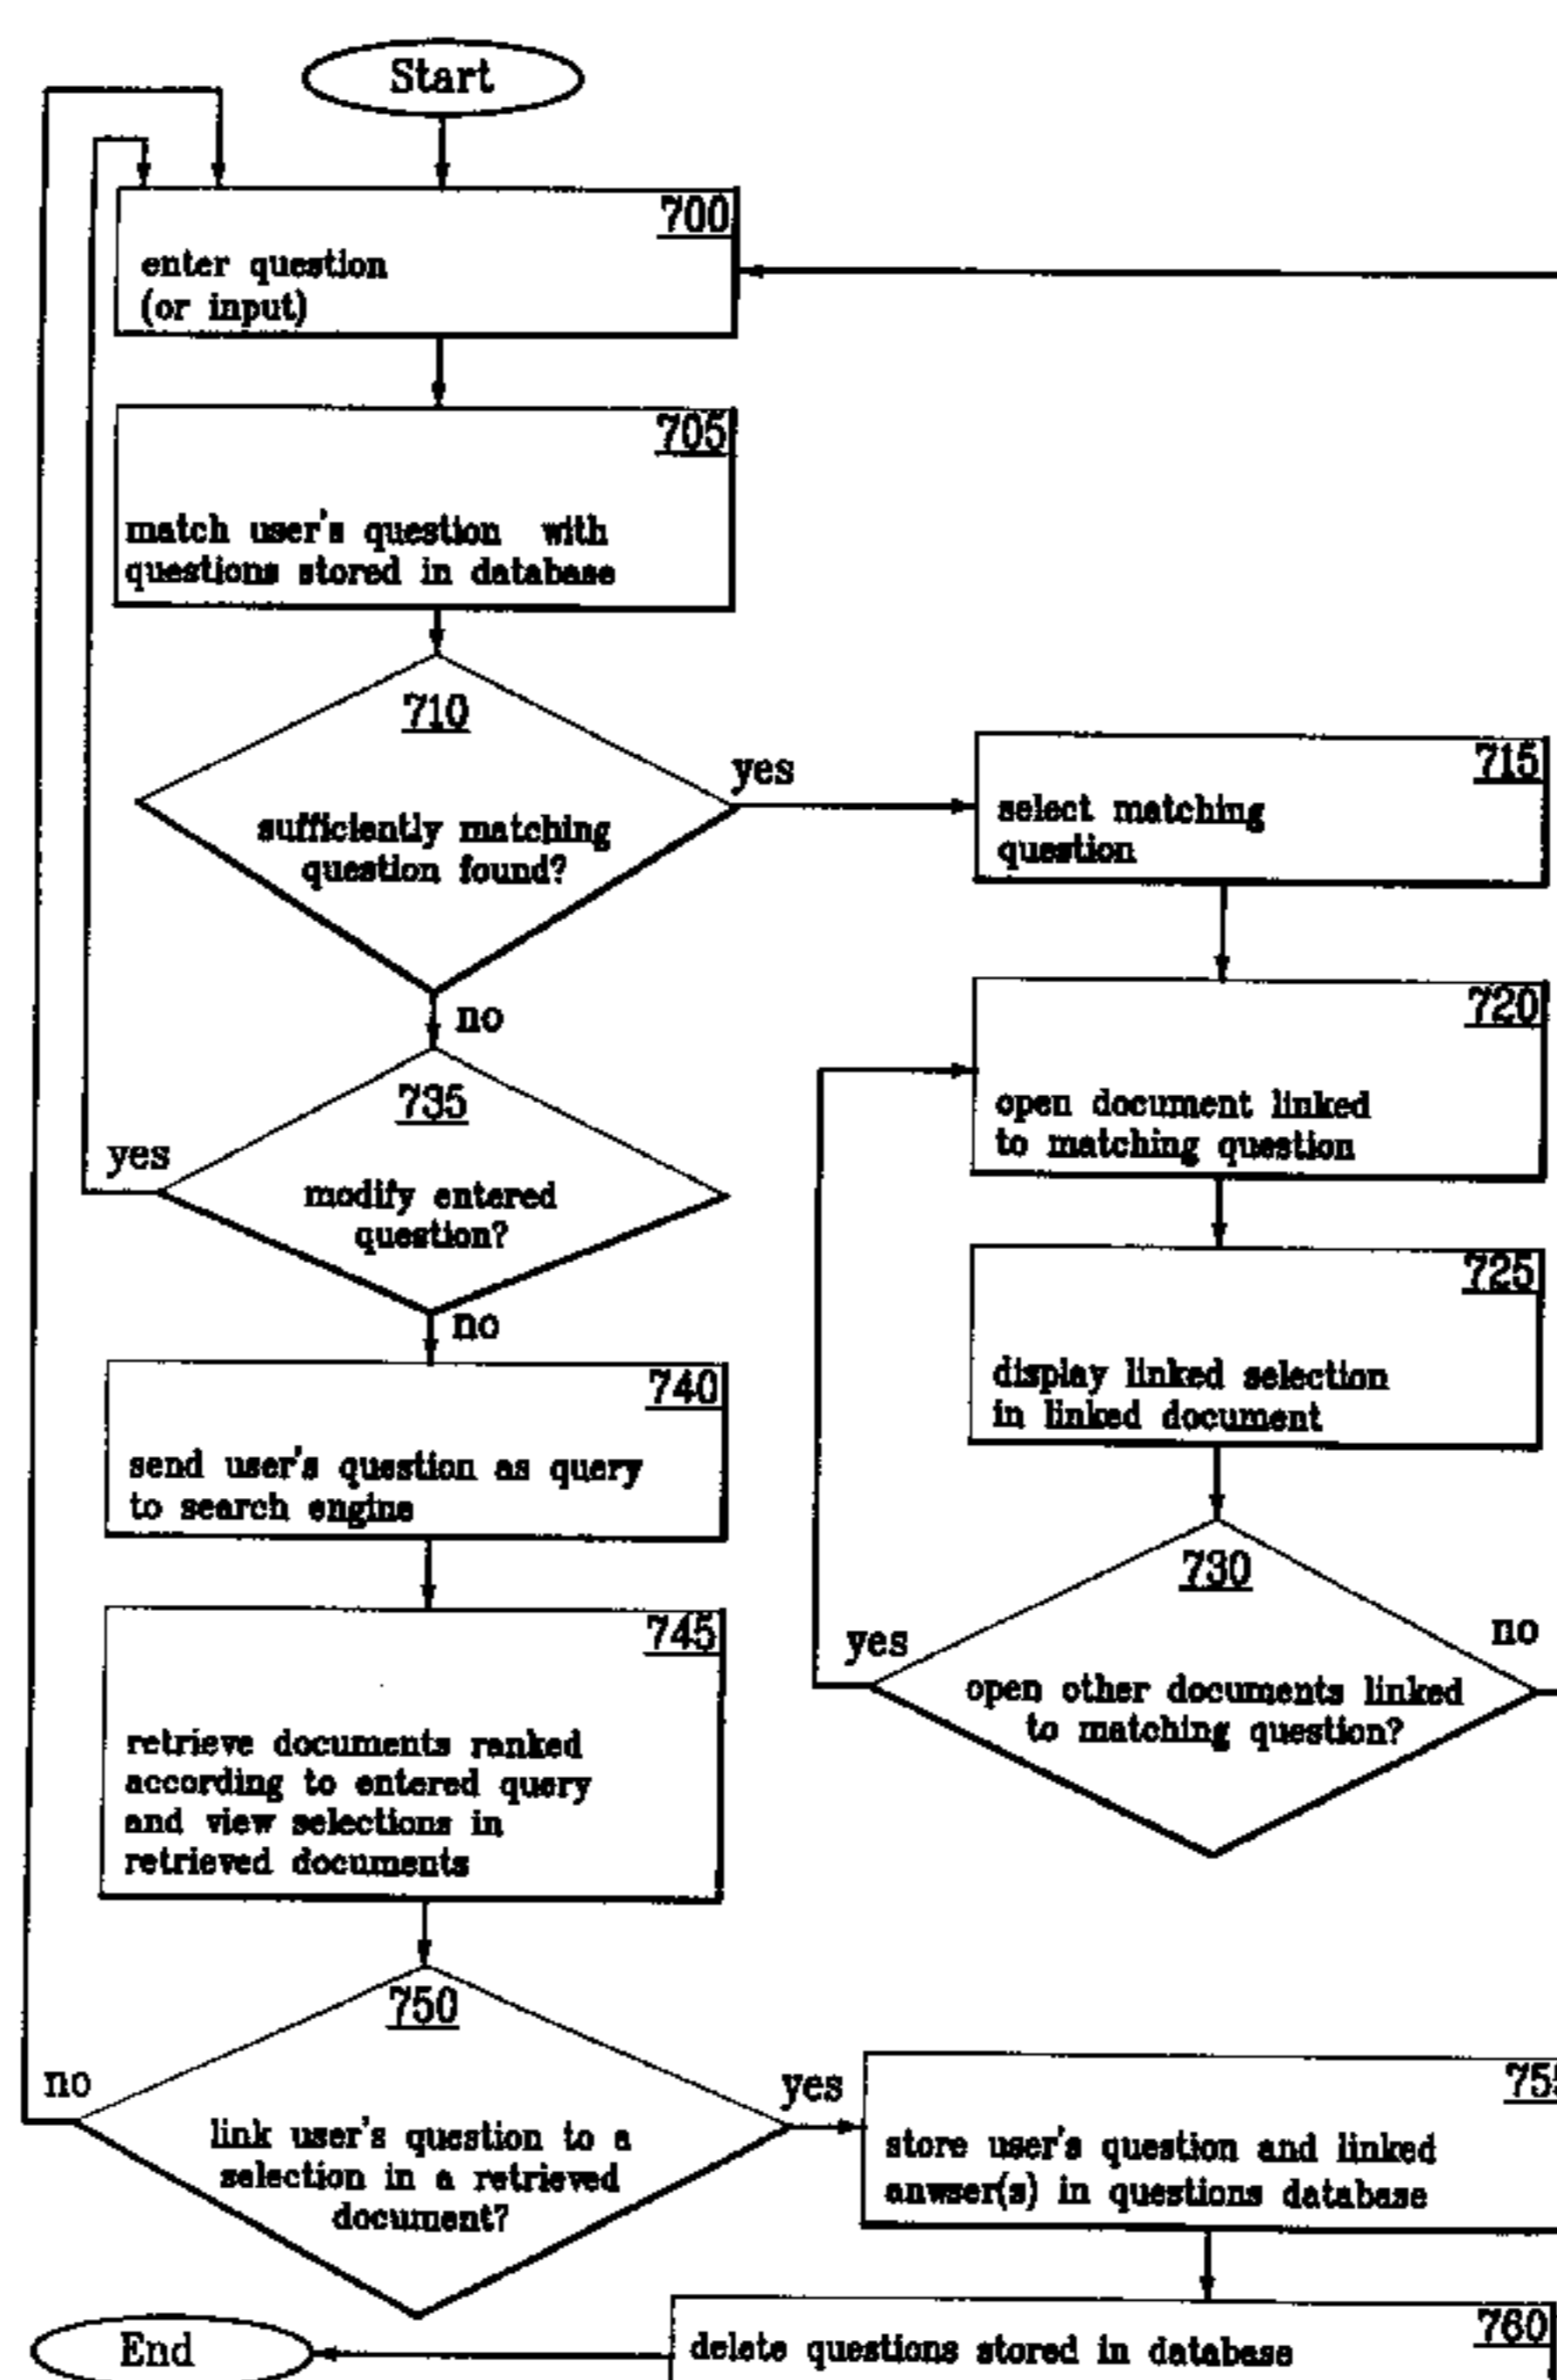 Start
700
enter question
(or input)
705
match user's question with
questions stored in database
710
sufficiently matching
question found?
yes
no
715
select matching
question
720
open document linked
to matching question
725
display linked selection
in linked document
730
open other documents linked
to matching question?
yes
no
735
modify entered
question?
yes
no
740
send user's question as query
to search engine
745
retrieve documents ranked
according to entered query
and view selections in
retrieved documents
750
link user's question to a
selection in a retrieved
document?
no
yes
755
store user's question and linked
anwser(s) in questions database
760
delete questions stored in database
End